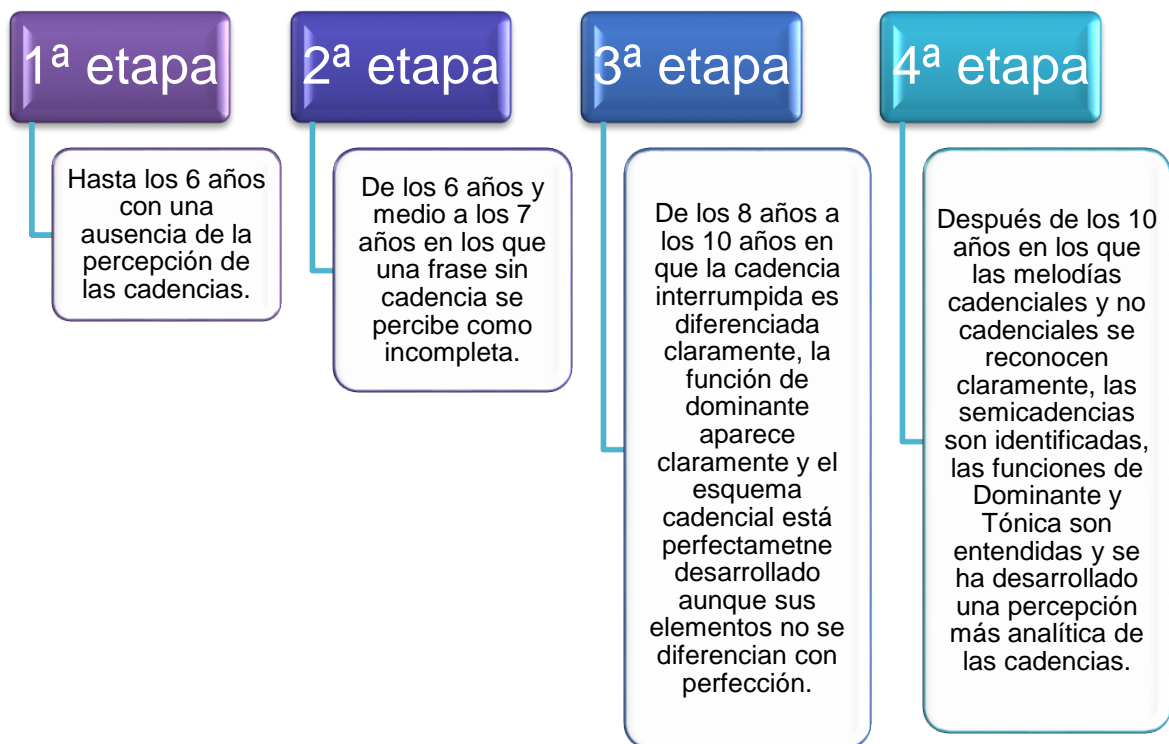 1ª etapa
Hasta los 6 años
con una
ausencia de la
percepción de
las cadencias.
2ª etapa
De los 6 años y
medio a los 7
años en los que
una frase sin
cadencia se
percibe como
incompleta.
3ª etapa
De los 8 años a
los 10 años en
que la cadencia
interrumpida es
diferenciada
claramente, la
función de
dominante
aparece
claramente y el
esquema
cadencial está
perfectametne
desarrollado
aunque sus
elementos no se
diferencian con
perfección.
4ª etapa
Después de los 10
años en los que
las melodías
cadenciales y no
cadenciales se
reconocen
claramente, las
semicadencias
son identificadas,
las funciones de
Dominante y
Tónica son
entendidas y se
ha desarrollado
una percepción
más analítica de
las cadencias.